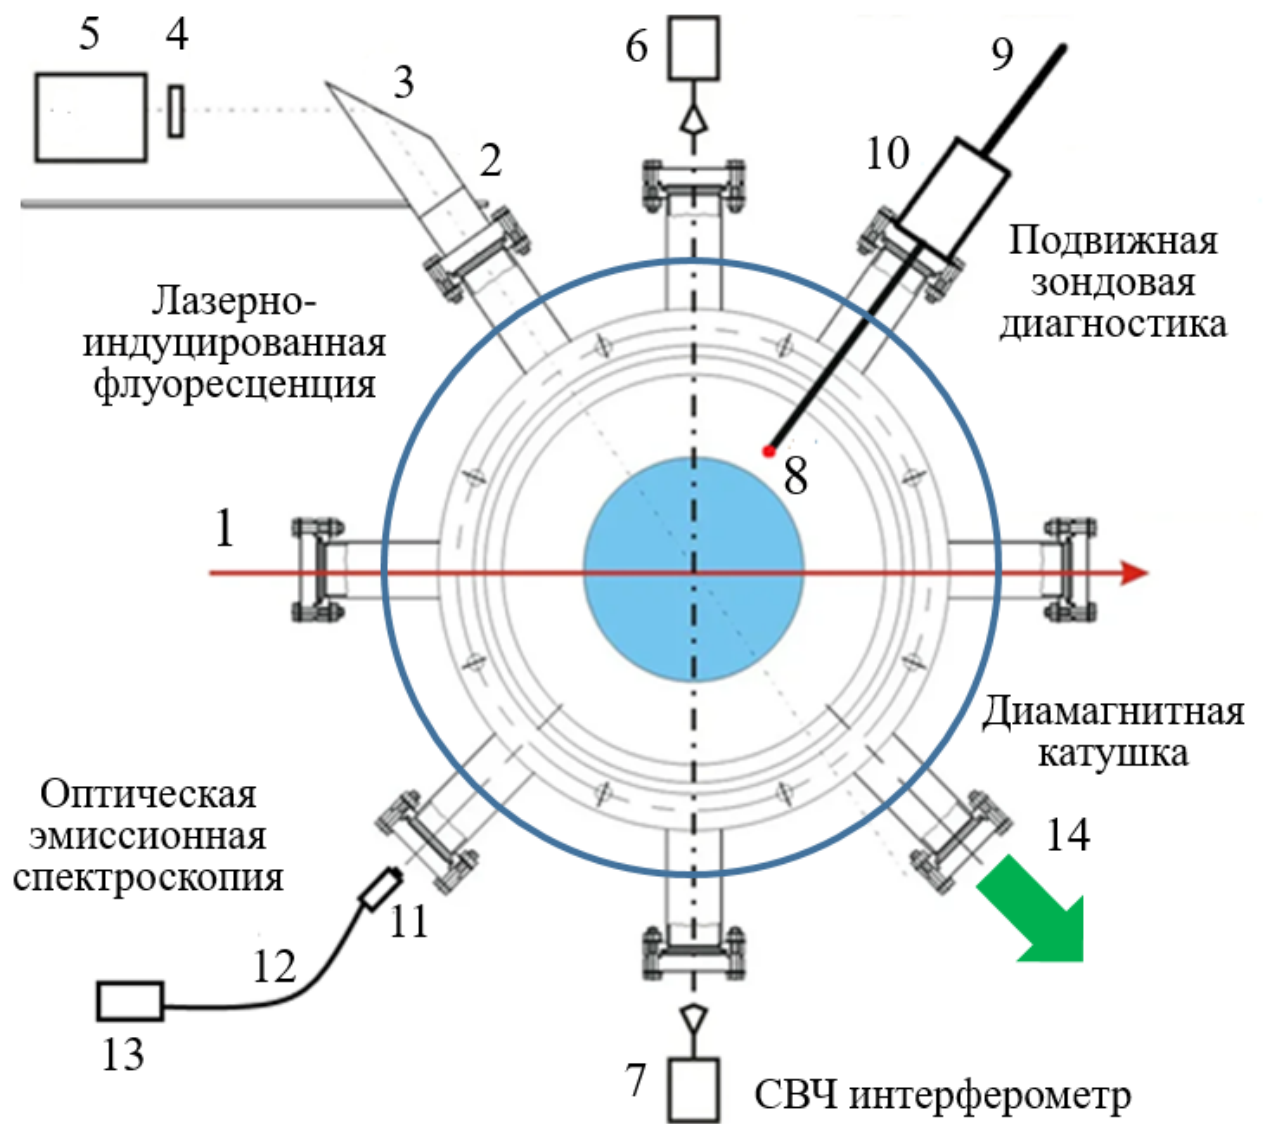 5
4
3
2
6
9
10
Подвижная
зондовая
диагностика
Лазерно-
индуцированная
флуоресценция
8
1
Диамагнитная
катушка
14
Оптическая
эмиссионная
спектроскопия
11
12
13
7
СВЧ интерферометр